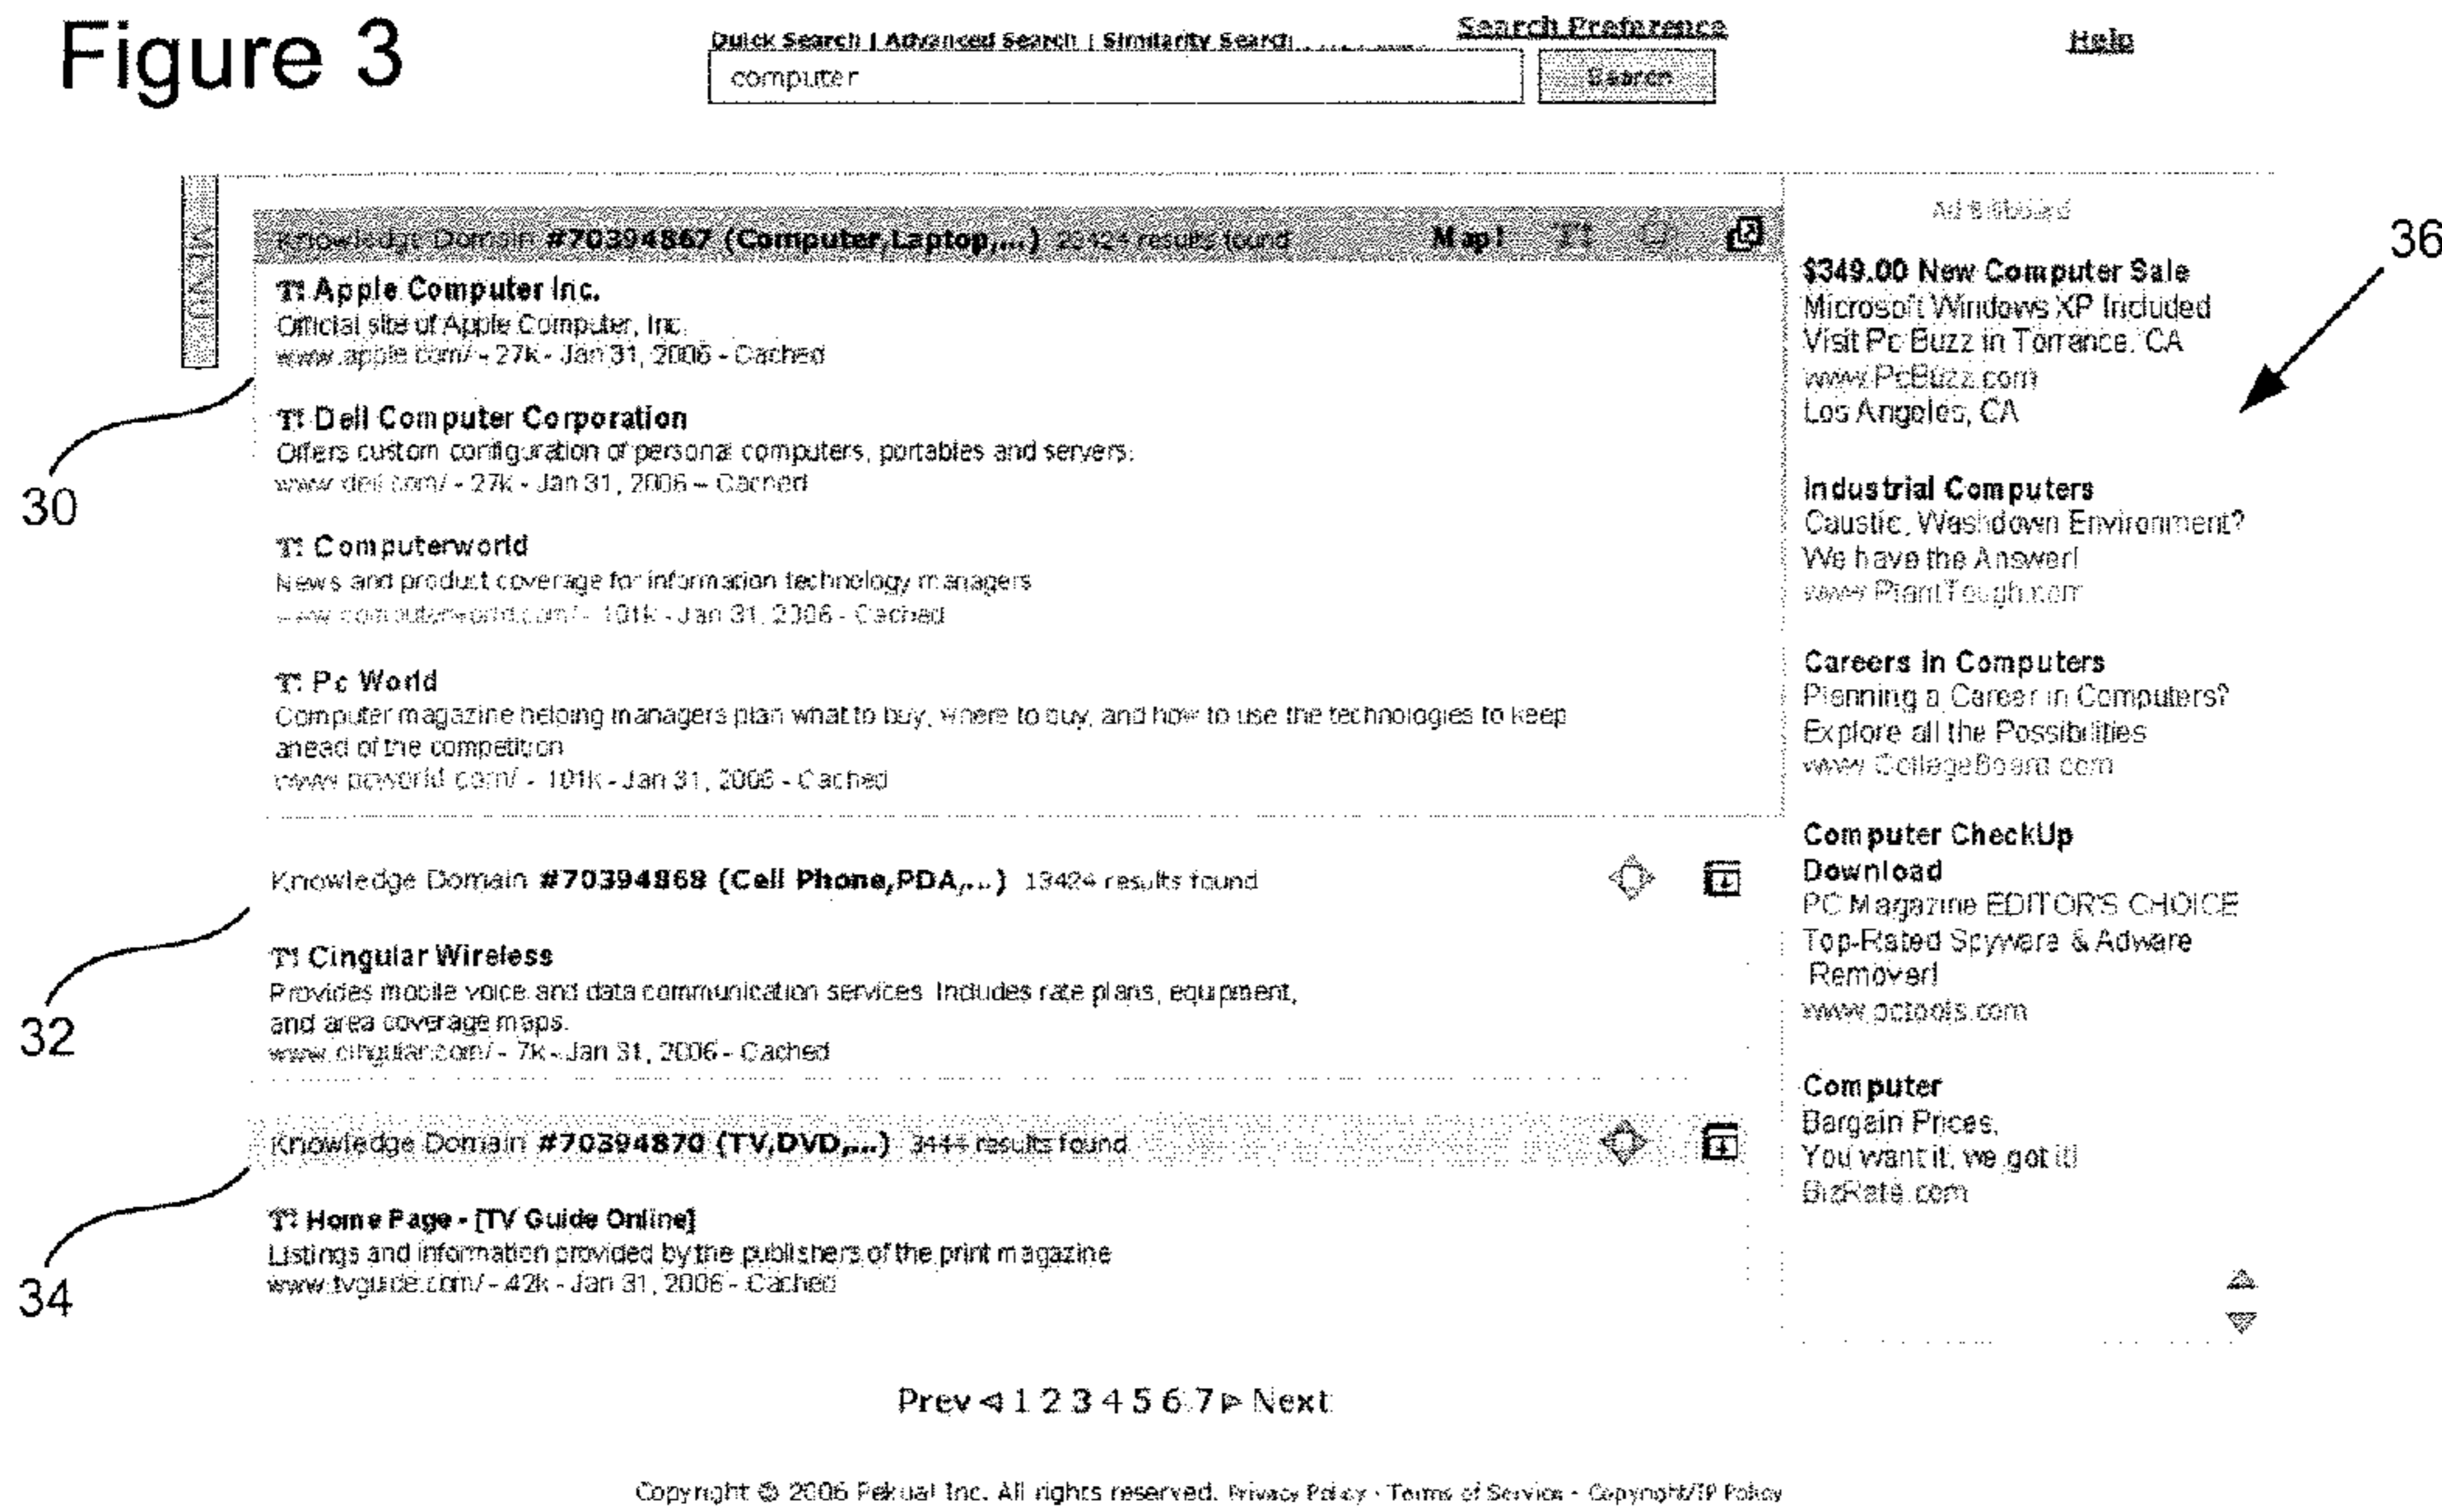 Figure 3
Quick Search | Advanced Search | Similarity Search
Search Preference
Help
computer
Search
MENU
Knowledge Domain #70394867 (Computer,Laptop,...) results found Map! T!
Ad Billboard
36
T! Apple Computer Inc.
Official site of Apple Computer, Inc.
www.apple.com/ - 27k - Jan 31, 2006 - Cached
30
T! Dell Computer Corporation
Offers custom configuration of personal computers, portables and servers.
www.dell.com/ - 27k - Jan 31, 2006 – Cached
T! Computerworld
News and product coverage for information technology managers
www.computerworld.com/ - 101k - Jan 31, 2006 - Cached
T! Pc World
Computer magazine helping managers plan what to buy, where to buy, and how to use the technologies to keep
ahead of the competition
www.pcworld.com/ - 101k - Jan 31, 2006 - Cached
32
Knowledge Domain #70394868 (Cell Phone,PDA,...) 13424 results found
T! Cingular Wireless
Provides mobile voice and data communication services. Includes rate plans, equipment,
and area coverage maps.
www.cingular.com/ - 7k - Jan 31, 2006 - Cached
34
Knowledge Domain #70394870 (TV,DVD,...) 3444 results found
T! Home Page - [TV Guide Online]
Listings and information provided by the publishers of the print magazine
www.tvguide.com/ - 42k - Jan 31, 2006 - Cached
$349.00 New Computer Sale
Microsoft Windows XP Included
Visit Pc Buzz in Torrance, CA
www.PcBuzz.com
Los Angeles, CA
Industrial Computers
Caustic, Washdown Environment?
We have the Answer!
www.PlantTough.com
Careers in Computers
Planning a Career in Computers?
Explore all the Possibilities
www.CollegeBoard.com
Computer CheckUp
Download
PC Magazine EDITOR'S CHOICE
Top-Rated Spyware & Adware
Remover!
www.pctools.com
Computer
Bargain Prices.
You want it, we got it!
BizRate.com
Prev 1 2 3 4 5 6 7 Next
Copyright © 2006 Pekual Inc. All rights reserved. Privacy Policy - Terms of Service - Copyright/IP Policy